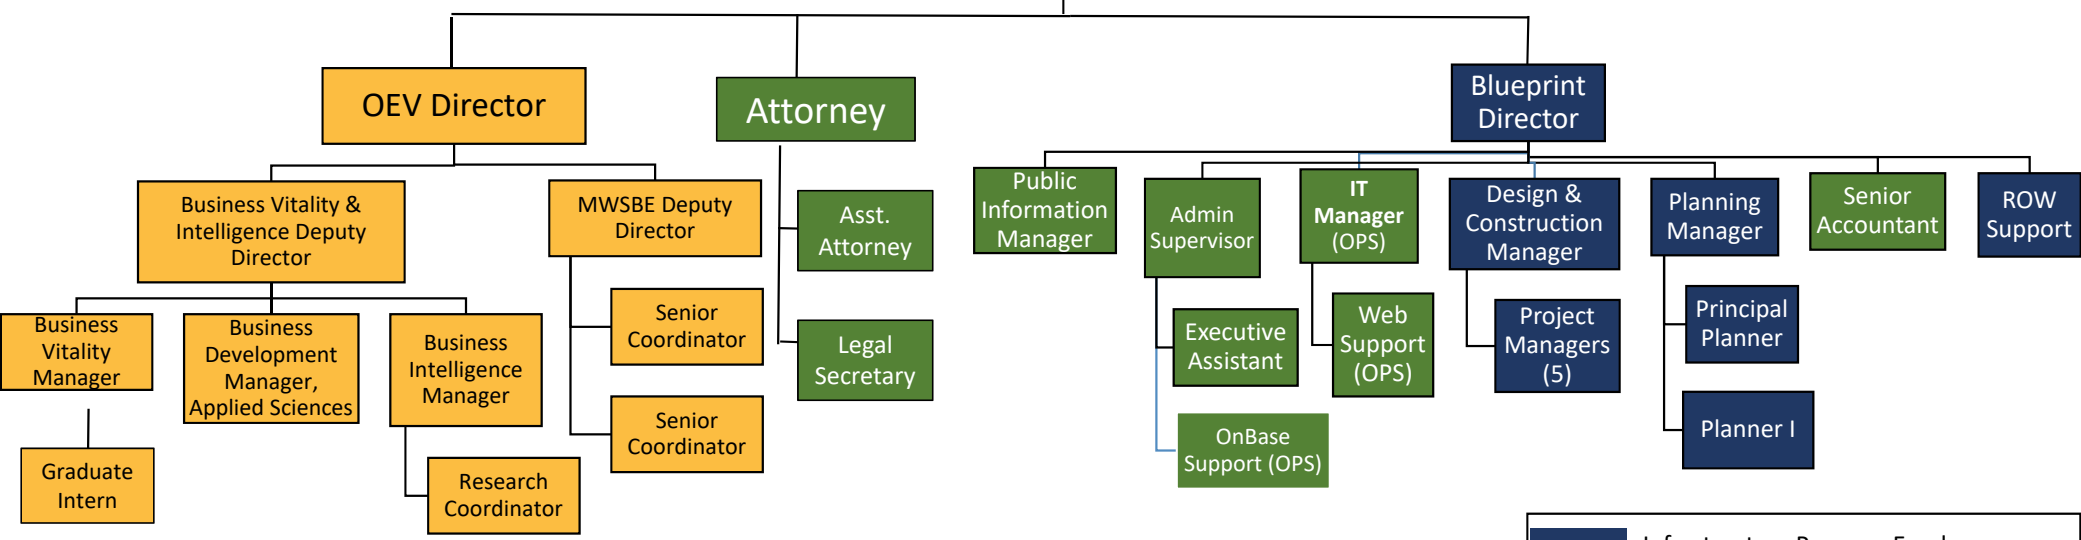 OEV Director
Attorney
Blueprint
Director
Business Vitality &
Intelligence Deputy
Director
MWSBE Deputy
Director
Asst.
Attorney
Legal
Secretary
Public
Information
Manager
Admin
Supervisor
IT
Manager
(OPS)
Design &
Construction
Manager
Planning
Manager
Senior
Accountant
ROW
Support
Business
Vitality
Manager
Business
Development
Manager,
Applied Sciences
Business
Intelligence
Manager
Senior
Coordinator
Senior
Coordinator
Graduate
Intern
Research
Coordinator
Executive
Assistant
OnBase
Support (OPS)
Web
Support
(OPS)
Project
Managers
(5)
Principal
Planner
Planner I